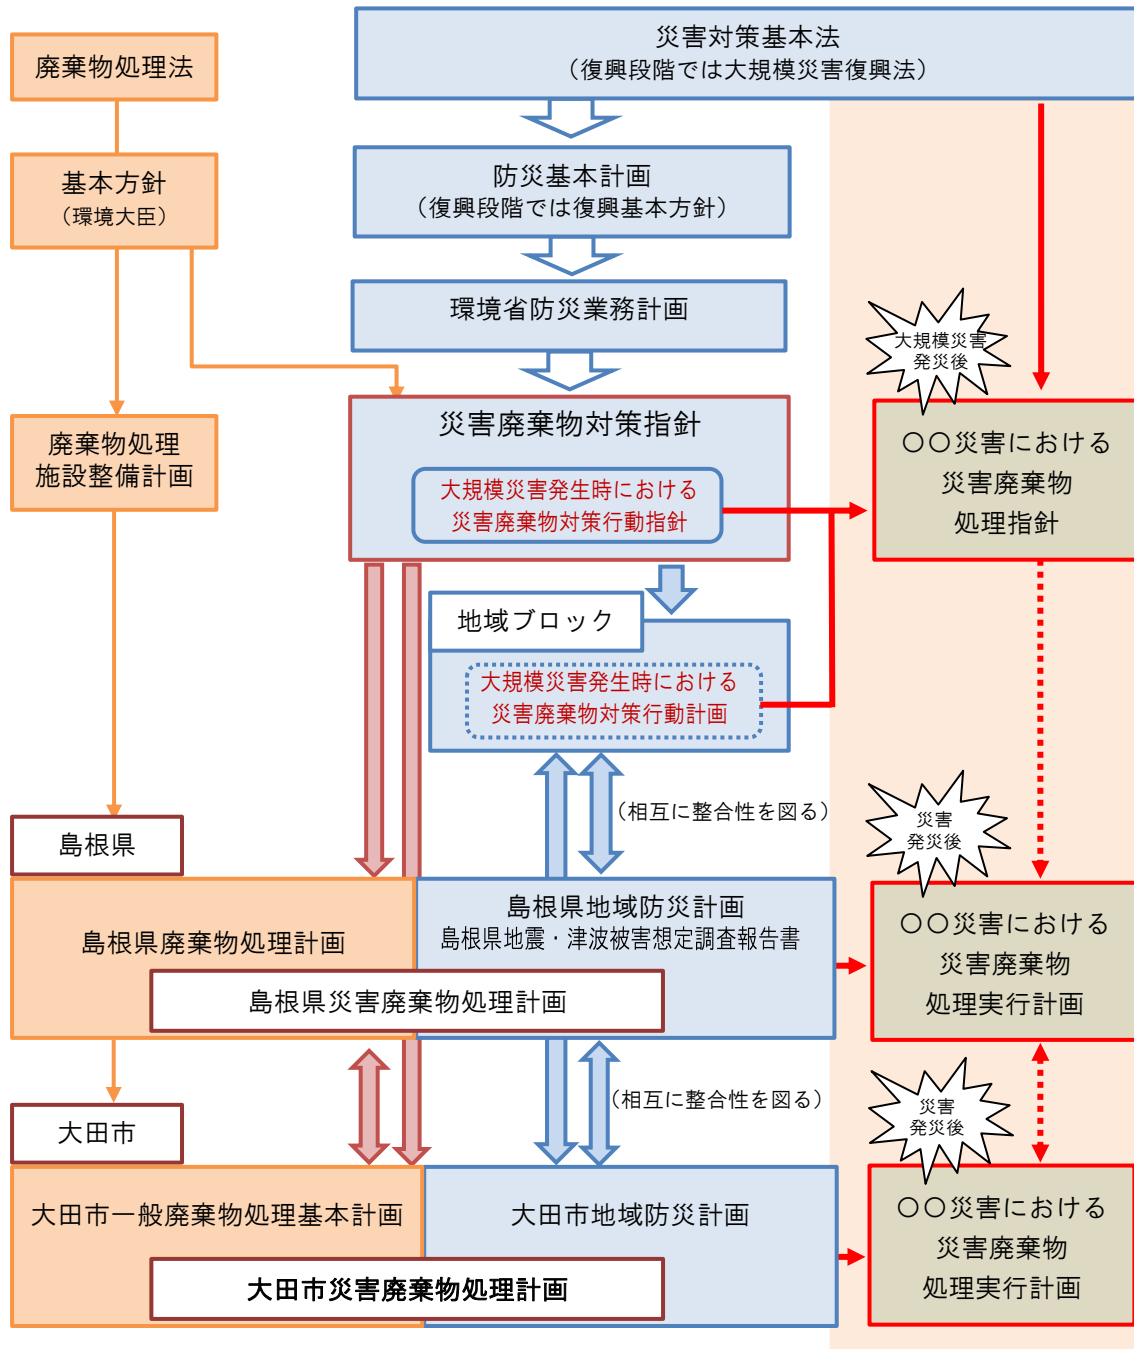 災害対策基本法
（復興段階では大規模災害復興法）
廃棄物処理法
防災基本計画
（復興段階では復興基本方針）
基本方針
（環境大臣）
環境省防災業務計画
大規模災害
発災後
災害廃棄物対策指針
大規模災害発生時における
災害廃棄物対策行動指針
廃棄物処理
施設整備計画
〇〇災害における
災害廃棄物
処理指針
地域ブロック
大規模災害発生時における
災害廃棄物対策行動計画
（相互に整合性を図る）
災害
発災後
島根県
島根県廃棄物処理計画
島根県地域防災計画
島根県地震・津波被害想定調査報告書
島根県災害廃棄物処理計画
〇〇災害における
災害廃棄物
処理実行計画
（相互に整合性を図る）
災害
発災後
大田市
大田市一般廃棄物処理基本計画
大田市地域防災計画
大田市災害廃棄物処理計画
〇〇災害における
災害廃棄物
処理実行計画